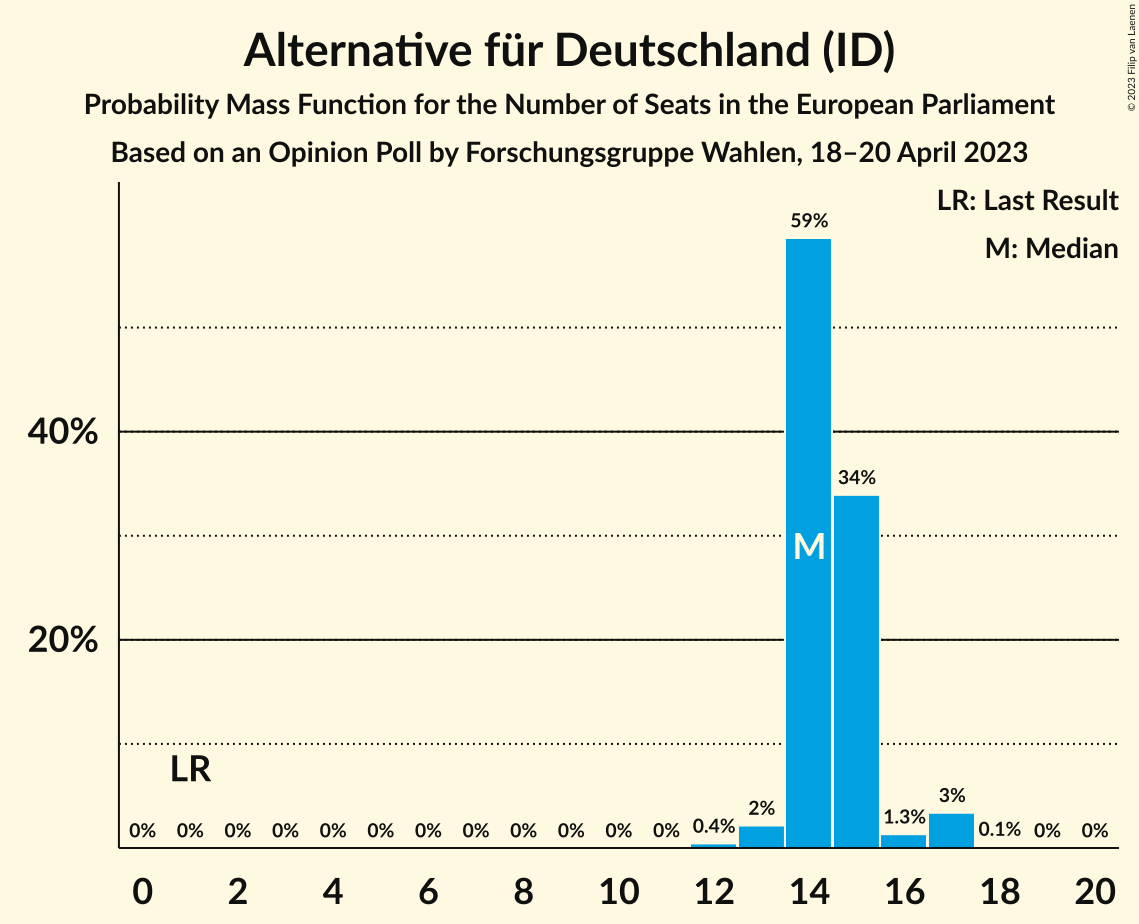 Alternative für Deutschland (ID)
Probability Mass Function for the Number of Seats in the European Parliament
Based on an Opinion Poll by Forschungsgruppe Wahlen, 18–20 April 2023
© 2023 Filip van Laenen
LR: Last Result
M: Median
59%
40%
34%
M
20%
LR
0% 0% 0% 0% 0% 0% 0% 0% 0% 0% 0% 0% 0.4% 2% 1.3% 3% 0.1% 0% 0%
0 2 4 6 8 10 12 14 16 18 20